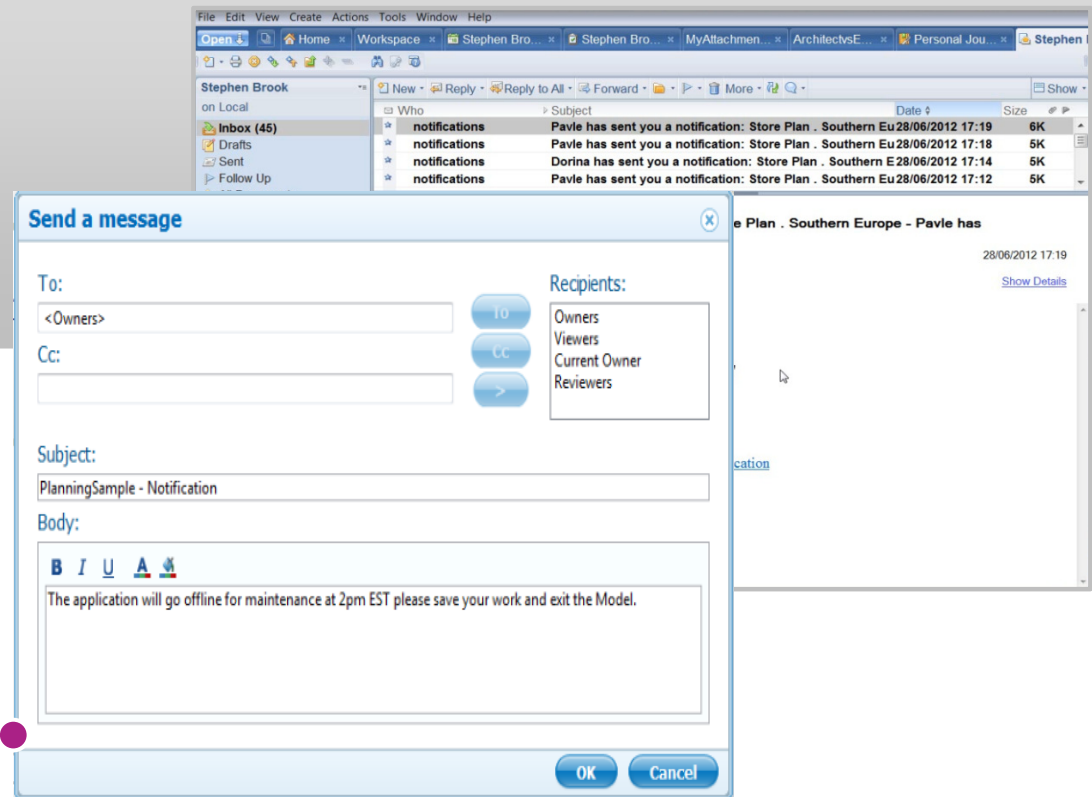 File Edit View Create Actions Tools Window Help
Open Home Workspace Stephen Bro... Stephen Bro... MyAttachmen... ArchitectvsE... Personal Jou... Stephen
Stephen Brook
on Local
New Reply Reply to All Forward More Show
Who Subject Date Size
Inbox (45)
Drafts
Sent
Follow Up
notifications Pavle has sent you a notification: Store Plan . Southern Eu 28/06/2012 17:19 6K
notifications Pavle has sent you a notification: Store Plan . Southern Eu 28/06/2012 17:18 5K
notifications Dorina has sent you a notification: Store Plan . Southern E 28/06/2012 17:14 5K
notifications Pavle has sent you a notification: Store Plan . Southern Eu 28/06/2012 17:12 5K
e Plan . Southern Europe - Pavle has
28/06/2012 17:19
Show Details
cation
Send a message
To:
<Owners>
Cc:
To
Cc
>
Recipients:
Owners
Viewers
Current Owner
Reviewers
Subject:
PlanningSample - Notification
Body:
B I U A
The application will go offline for maintenance at 2pm EST please save your work and exit the Model.
OK Cancel